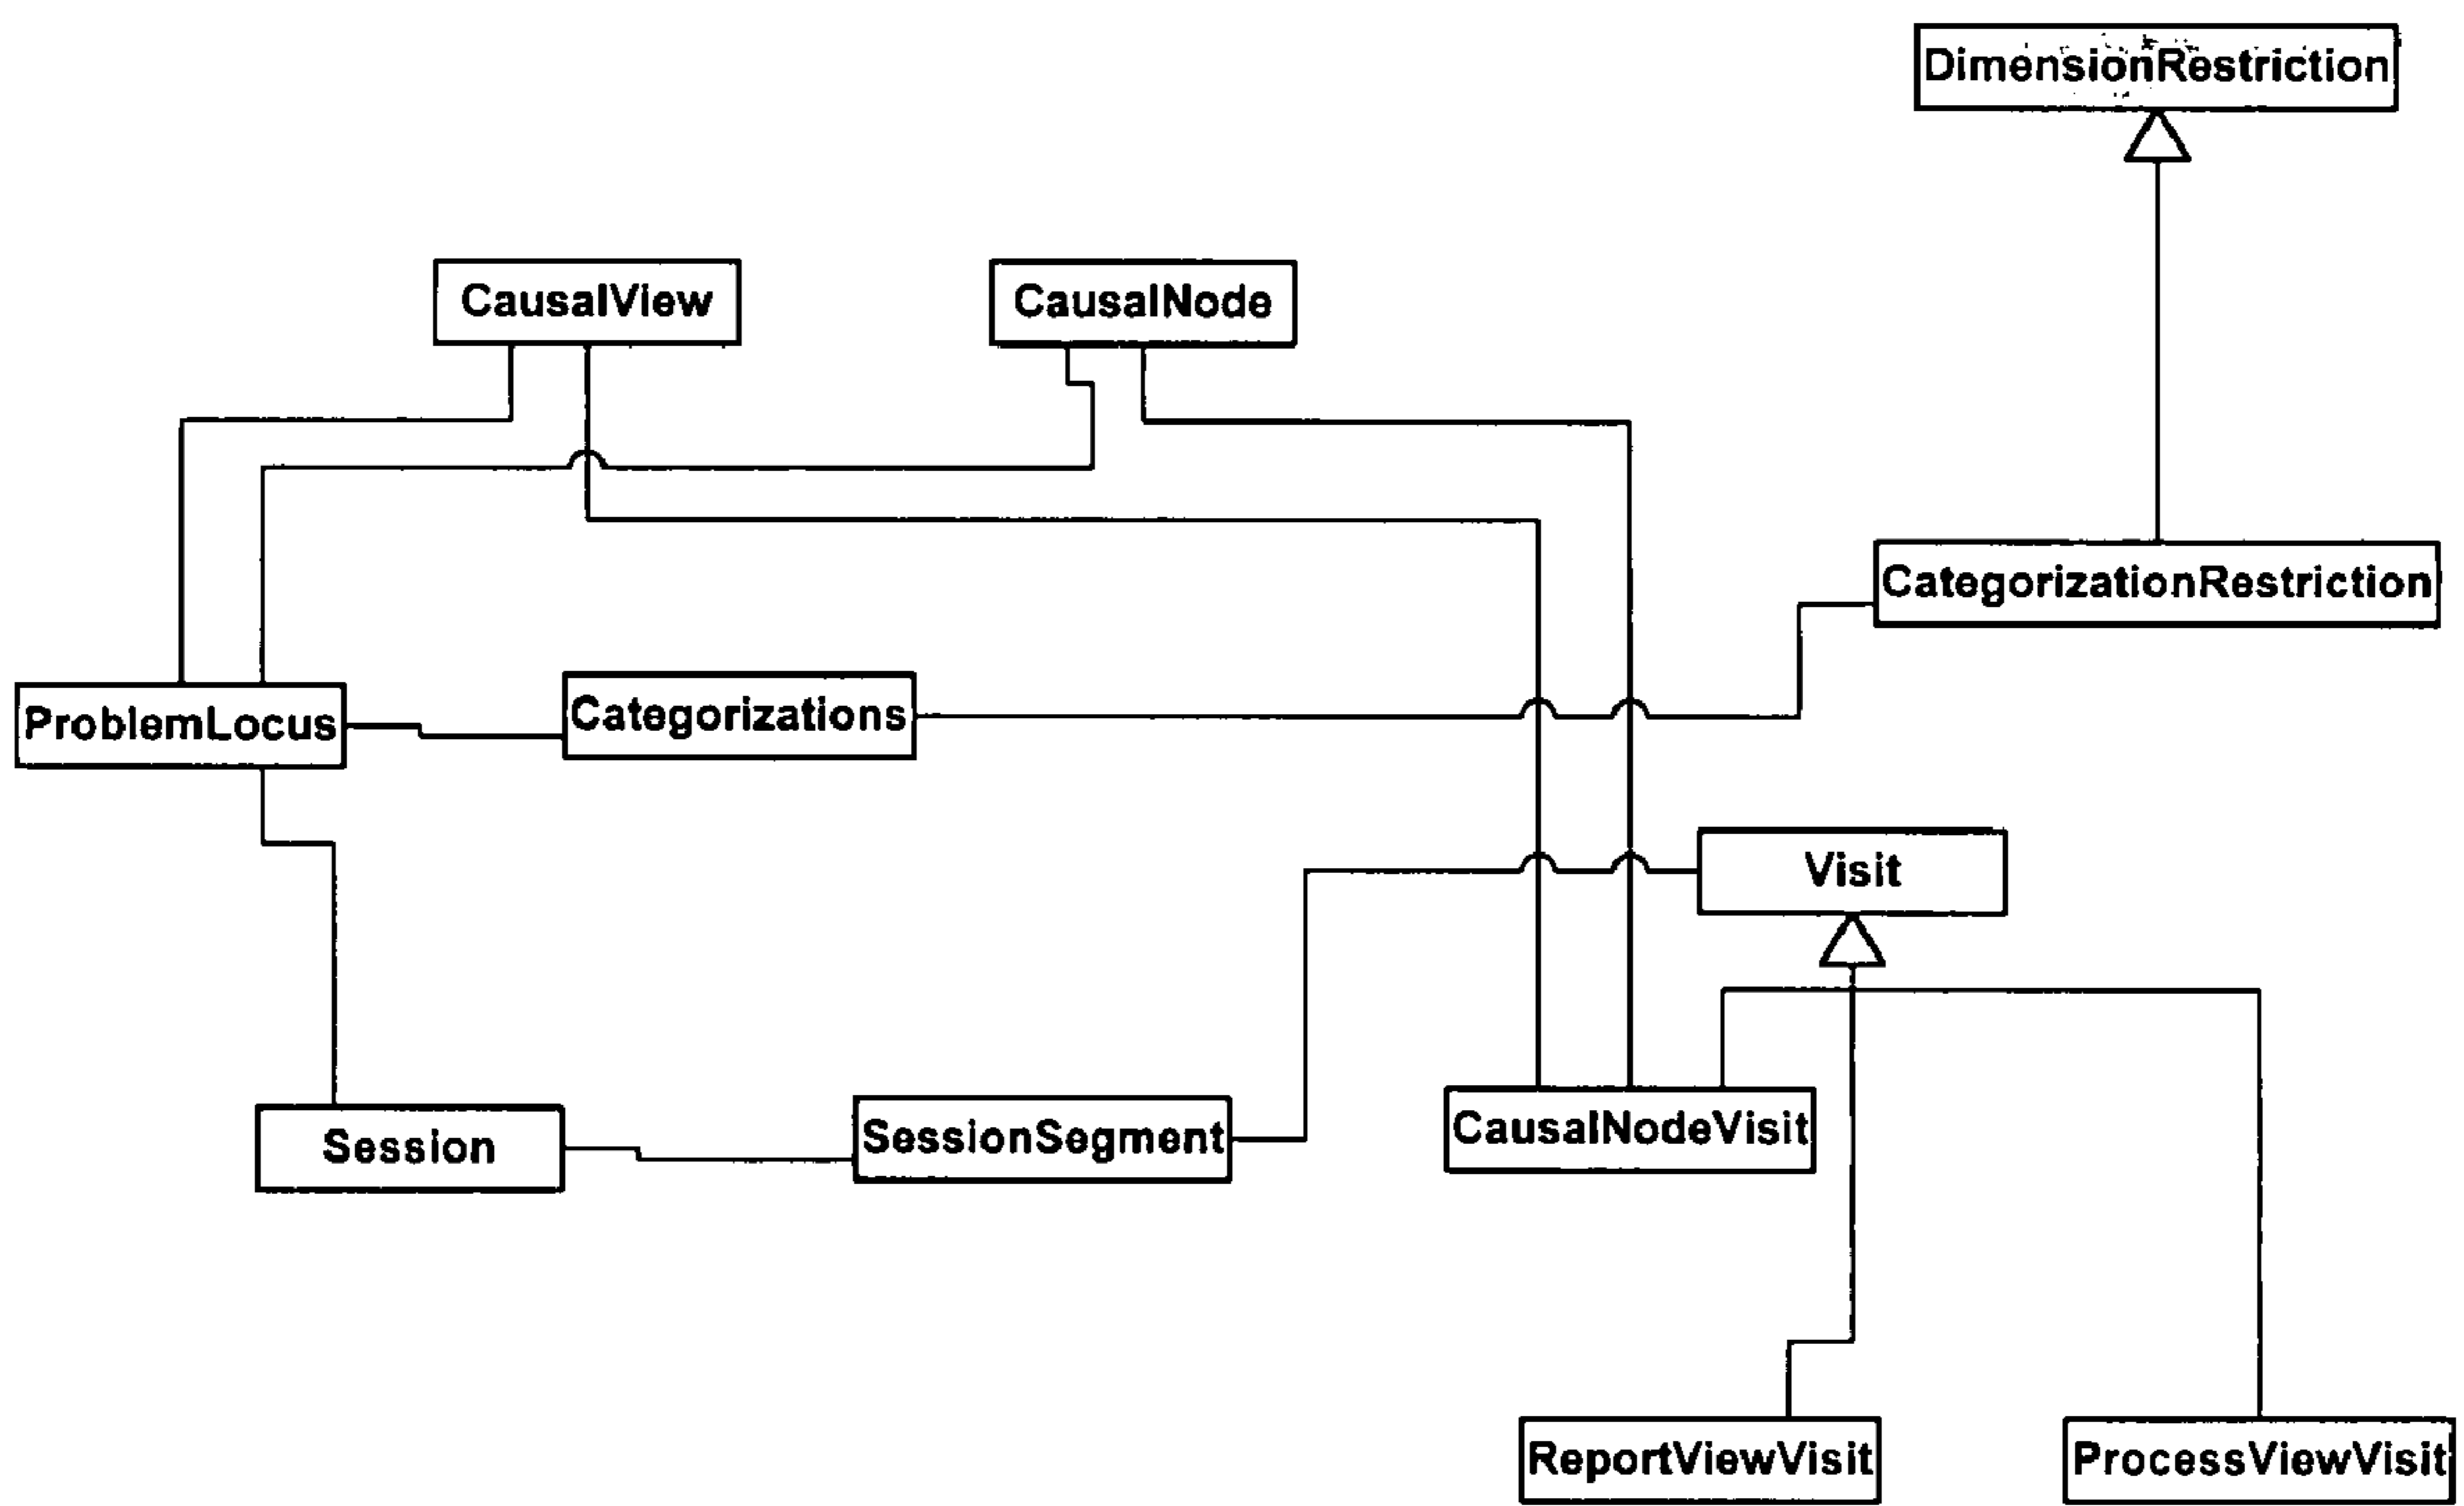 DimensionRestriction
CausalView
CausalNode
CategorizationRestriction
ProblemLocus
Categorizations
Visit
Session
SessionSegment
CausalNodeVisit
ReportViewVisit
ProcessViewVisit